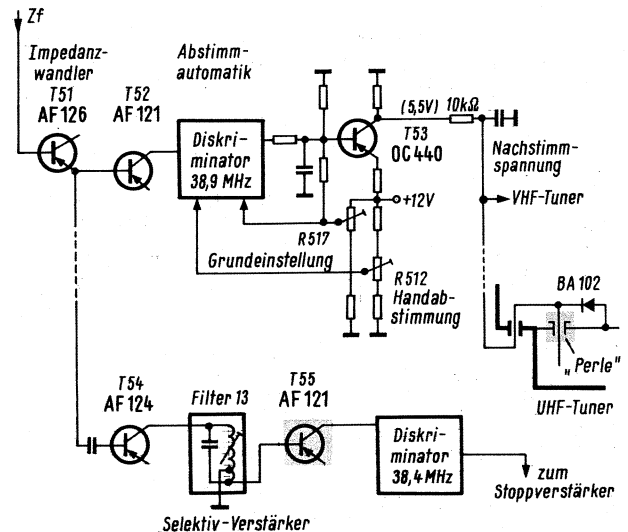 Zf
Impedanz-
wandler
T51
AF126
T52
AF121
Abstimm-
automatik
Diskri-
minator
38,9 MHz
(5,5V)
10kΩ
T53
OC440
Nachstimm-
spannung
VHF-Tuner
+12V
R517
Grundeinstellung
R512
Handab-
stimmung
BA102
„Perle"
UHF-Tuner
T54
AF124
Filter 13
T55
AF121
Diskri-
minator
38,4MHz
zum
Stoppverstärker
Selektiv-Verstärker